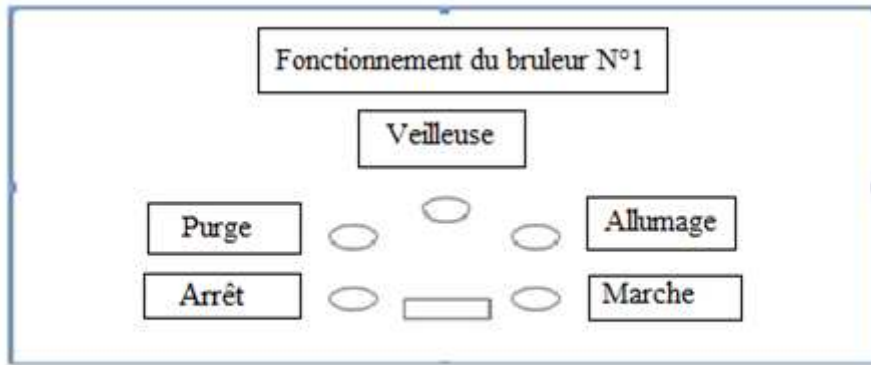 Fonctionnement du bruleur N°1
Veilleuse
Purge
Allumage
Arrêt
Marche